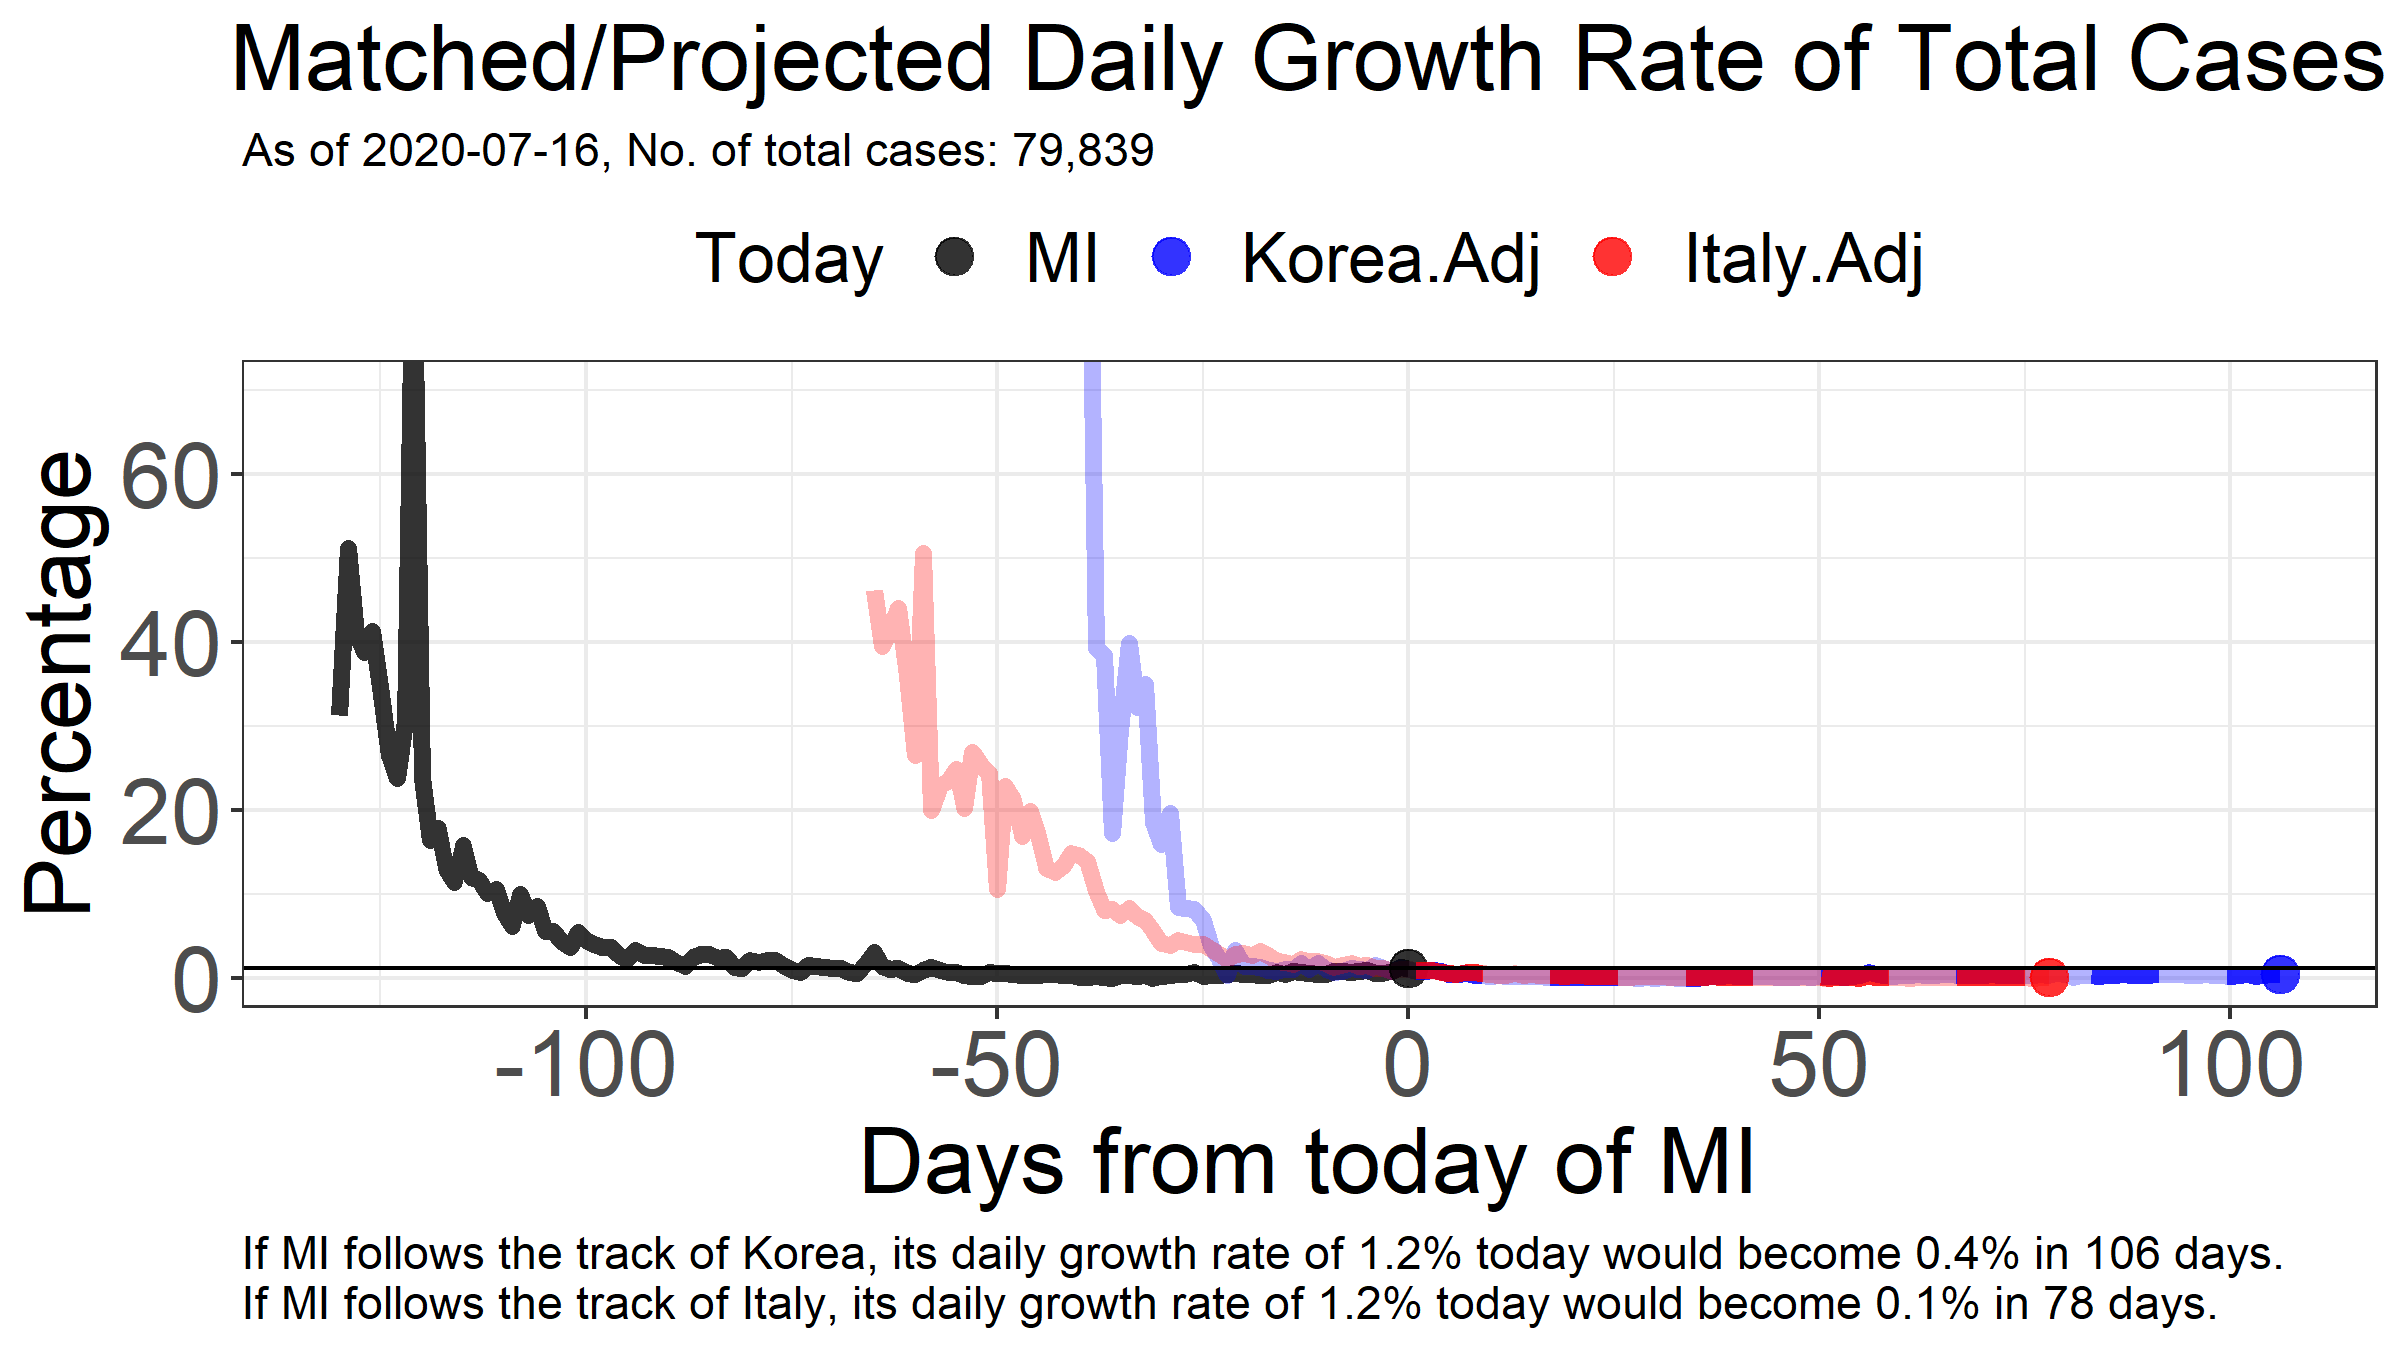 Matched/Projected Daily Growth Rate of Total Cases
As of 2020-07-16, No. of total cases: 79,839
Today MI Korea.Adj Italy.Adj
Percentage
60
40
20
0
-100 -50 0 50 100
Days from today of MI
If MI follows the track of Korea, its daily growth rate of 1.2% today would become 0.4% in 106 days.
If MI follows the track of Italy, its daily growth rate of 1.2% today would become 0.1% in 78 days.